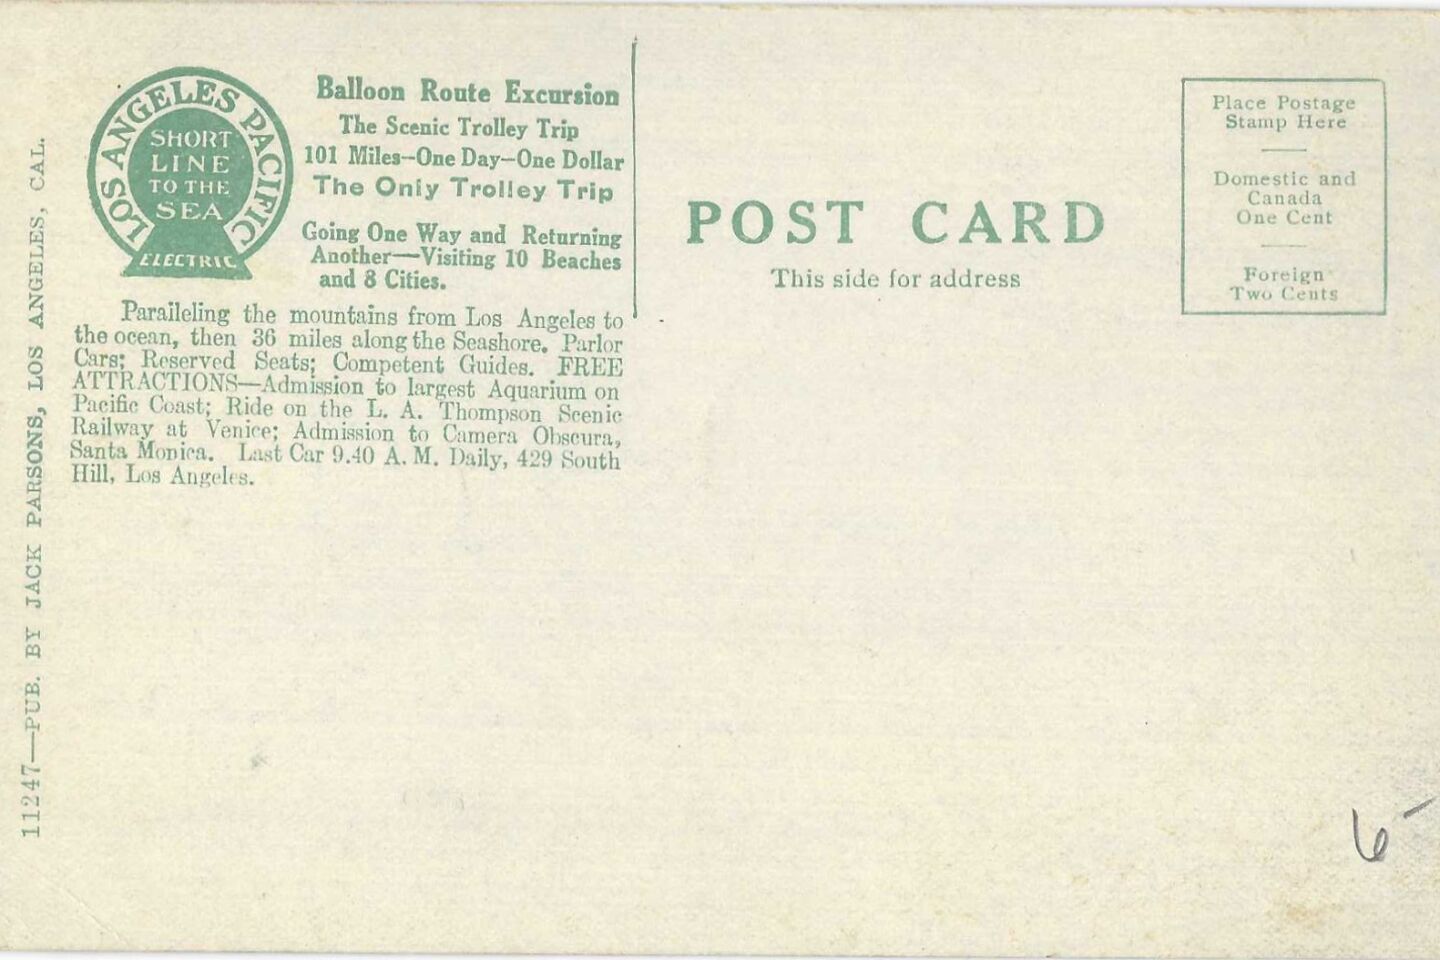 LOS ANGELES PACIFIC
SHORT
LINE
TO THE
SEA
ELECTRIC
Balloon Route Excursion
The Scenic Trolley Trip
101 Miles—One Day—One Dollar
The Only Trolley Trip
Going One Way and Returning
Another—Visiting 10 Beaches
and 8 Cities.
Paralleling the mountains from Los Angeles to
the ocean, then 36 miles along the Seashore. Parlor
Cars; Reserved Seats; Competent Guides. FREE
ATTRACTIONS—Admission to largest Aquarium on
Pacific Coast; Ride on the L. A. Thompson Scenic
Railway at Venice; Admission to Camera Obscura,
Santa Monica. Last Car 9.40 A. M. Daily, 429 South
Hill, Los Angeles.
11247—PUB. BY JACK PARSONS, LOS ANGELES, CAL.
POST CARD
This side for address
Place Postage
Stamp Here
Domestic and
Canada
One Cent
Foreign
Two Cents
6-